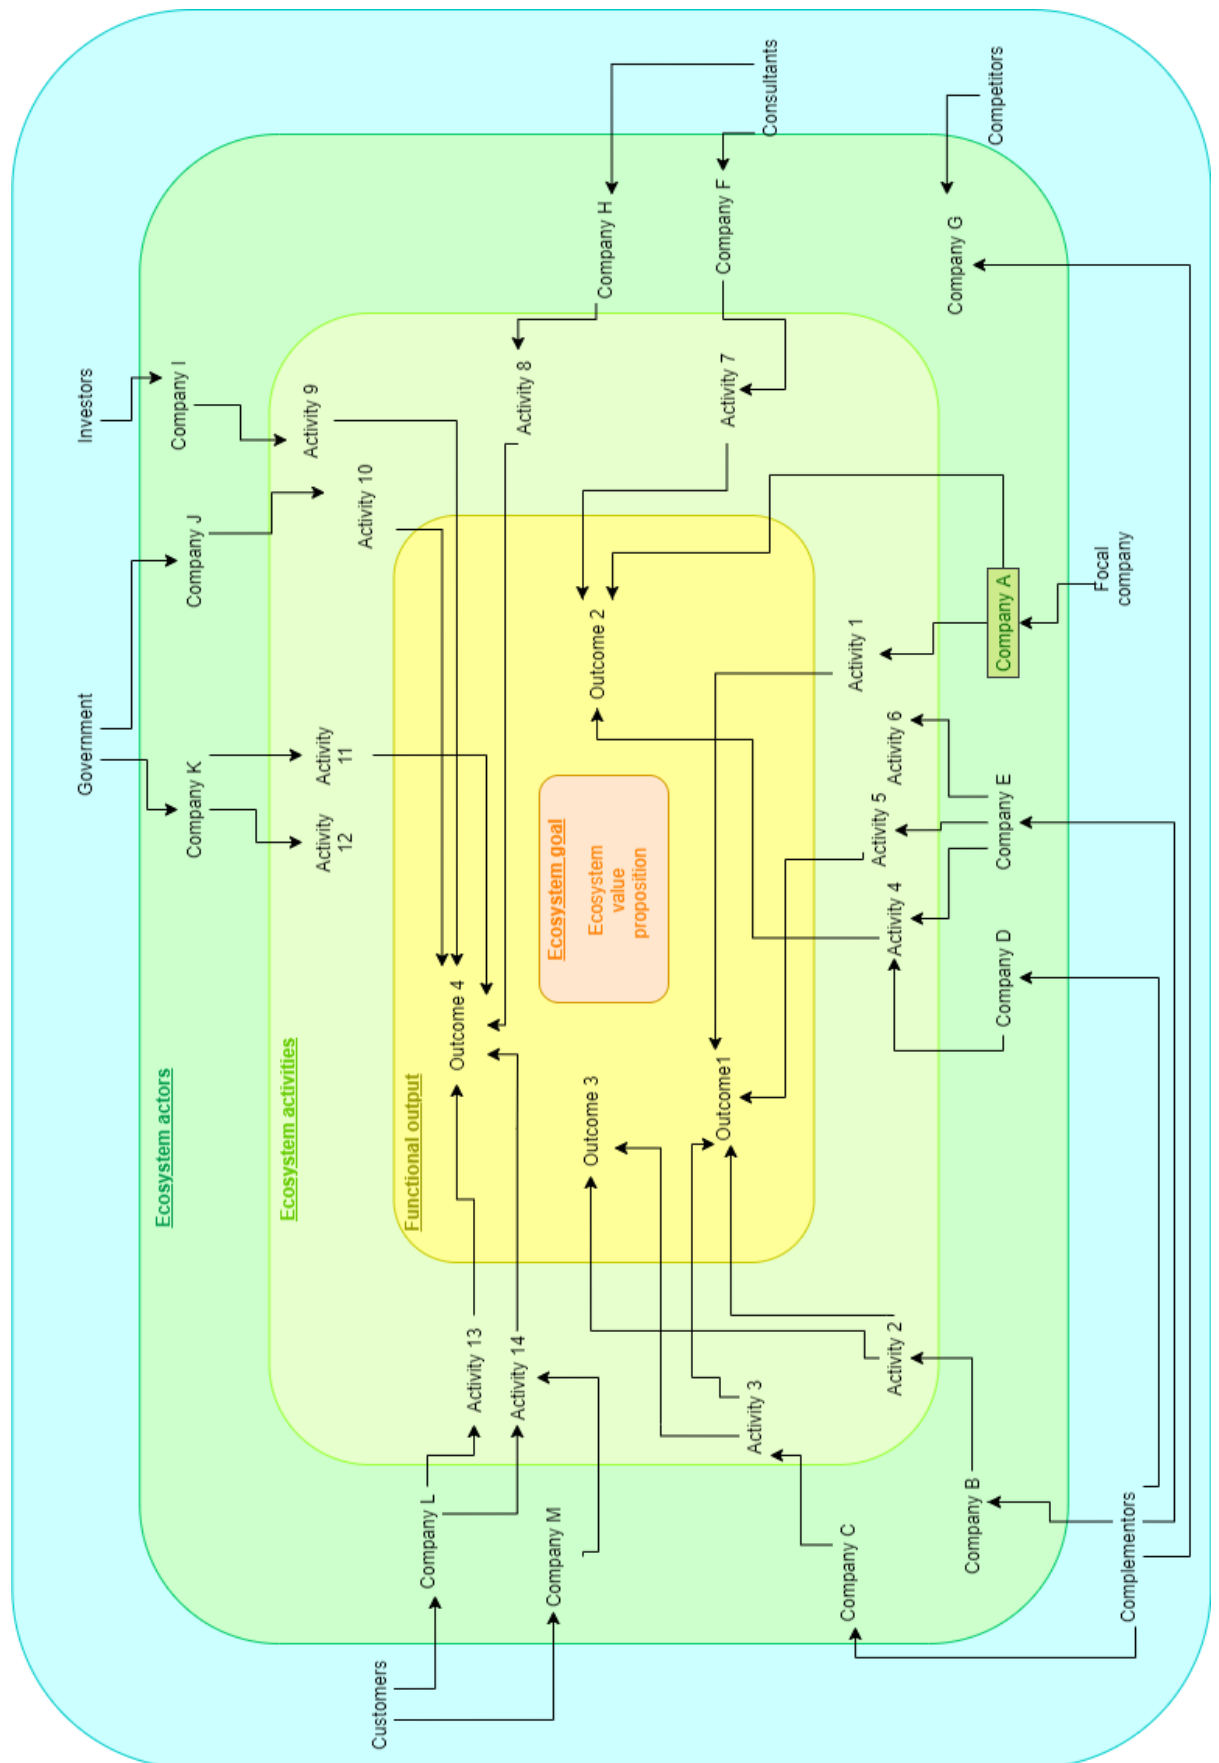 Customers
Government
Investors
Company L
Company M
Company K
Company J
Company I
Ecosystem actors
Ecosystem activities
Activity
12
Activity
11
Activity 10
Activity 9
Activity 13
Activity 14
Functional output
Outcome 4
Activity 8
Company H
Consultants
Outcome 3
Ecosystem goal
Ecosystem
value
proposition
Outcome 2
Outcome1
Activity 7
Company F
Company C
Activity 3
Activity 2
Activity 4
Activity 5
Activity 6
Activity 1
Company B
Company D
Company E
Company A
Company G
Competitors
Complementors
Focal
company